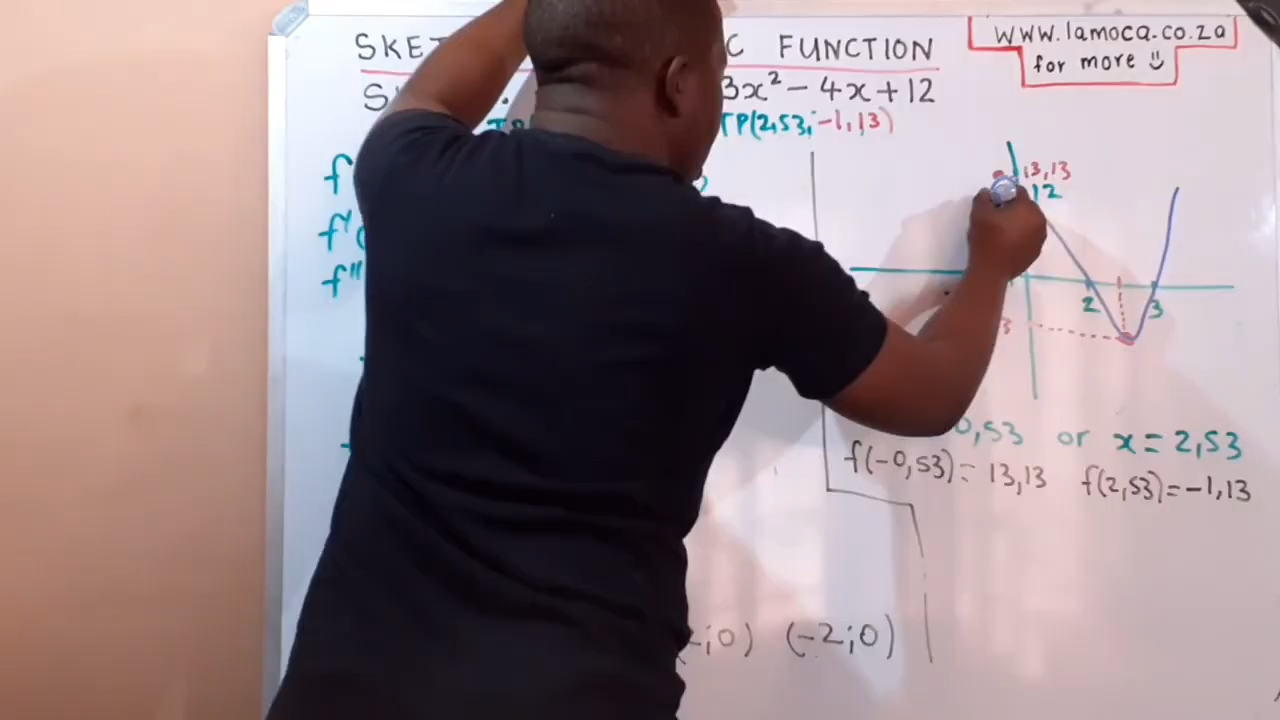 C FUNCTION
www.lamoca.co.za
for more
3x² - 4x + 12
TP(2,53; -1,13)
f
f'
f''
13,13
12
2
3
3
0,53 or x = 2,53
f(-0,53) = 13,13 f(2,53) = -1,13
;0) (-2;0)